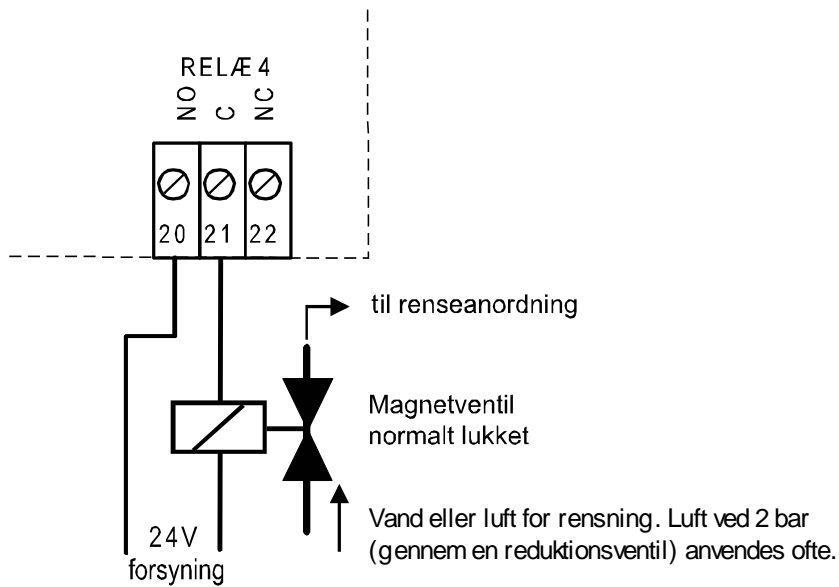 RELÆ 4
NO
C
NC
20
21
22
til renseanordning
Magnetventil
normalt lukket
Vand eller luft for rensning. Luft ved 2 bar
(gennem en reduktionsventil) anvendes ofte.
24V
forsyning